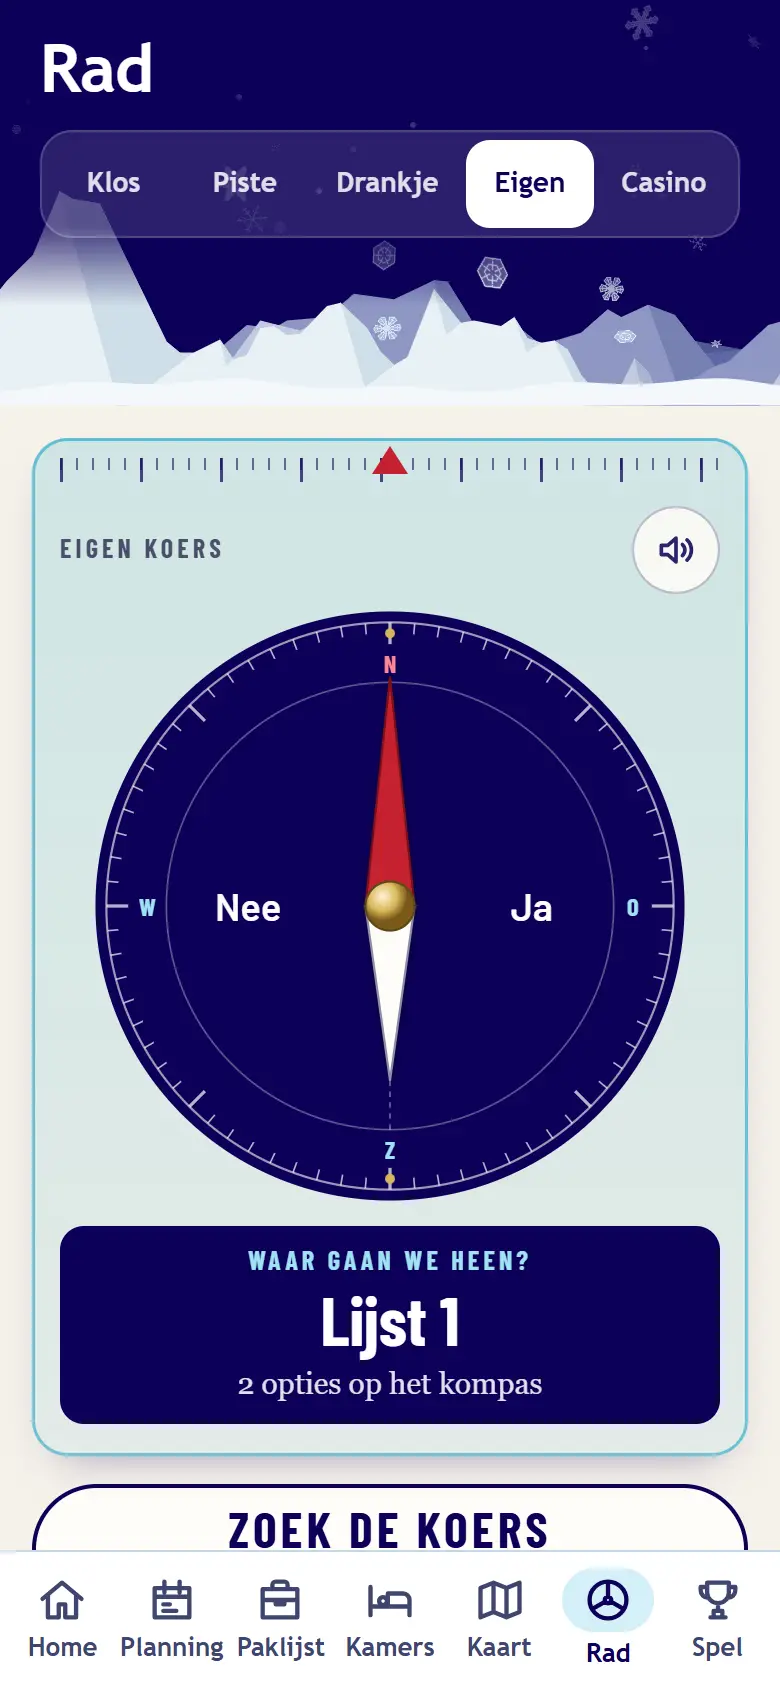 Rad
Klos Piste Drankje Eigen Casino
EIGEN KOERS
N
W Nee Ja O
Z
WAAR GAAN WE HEEN?
Lijst 1
2 opties op het kompas
ZOEK DE KOERS
Home Planning Paklijst Kamers Kaart Rad Spel